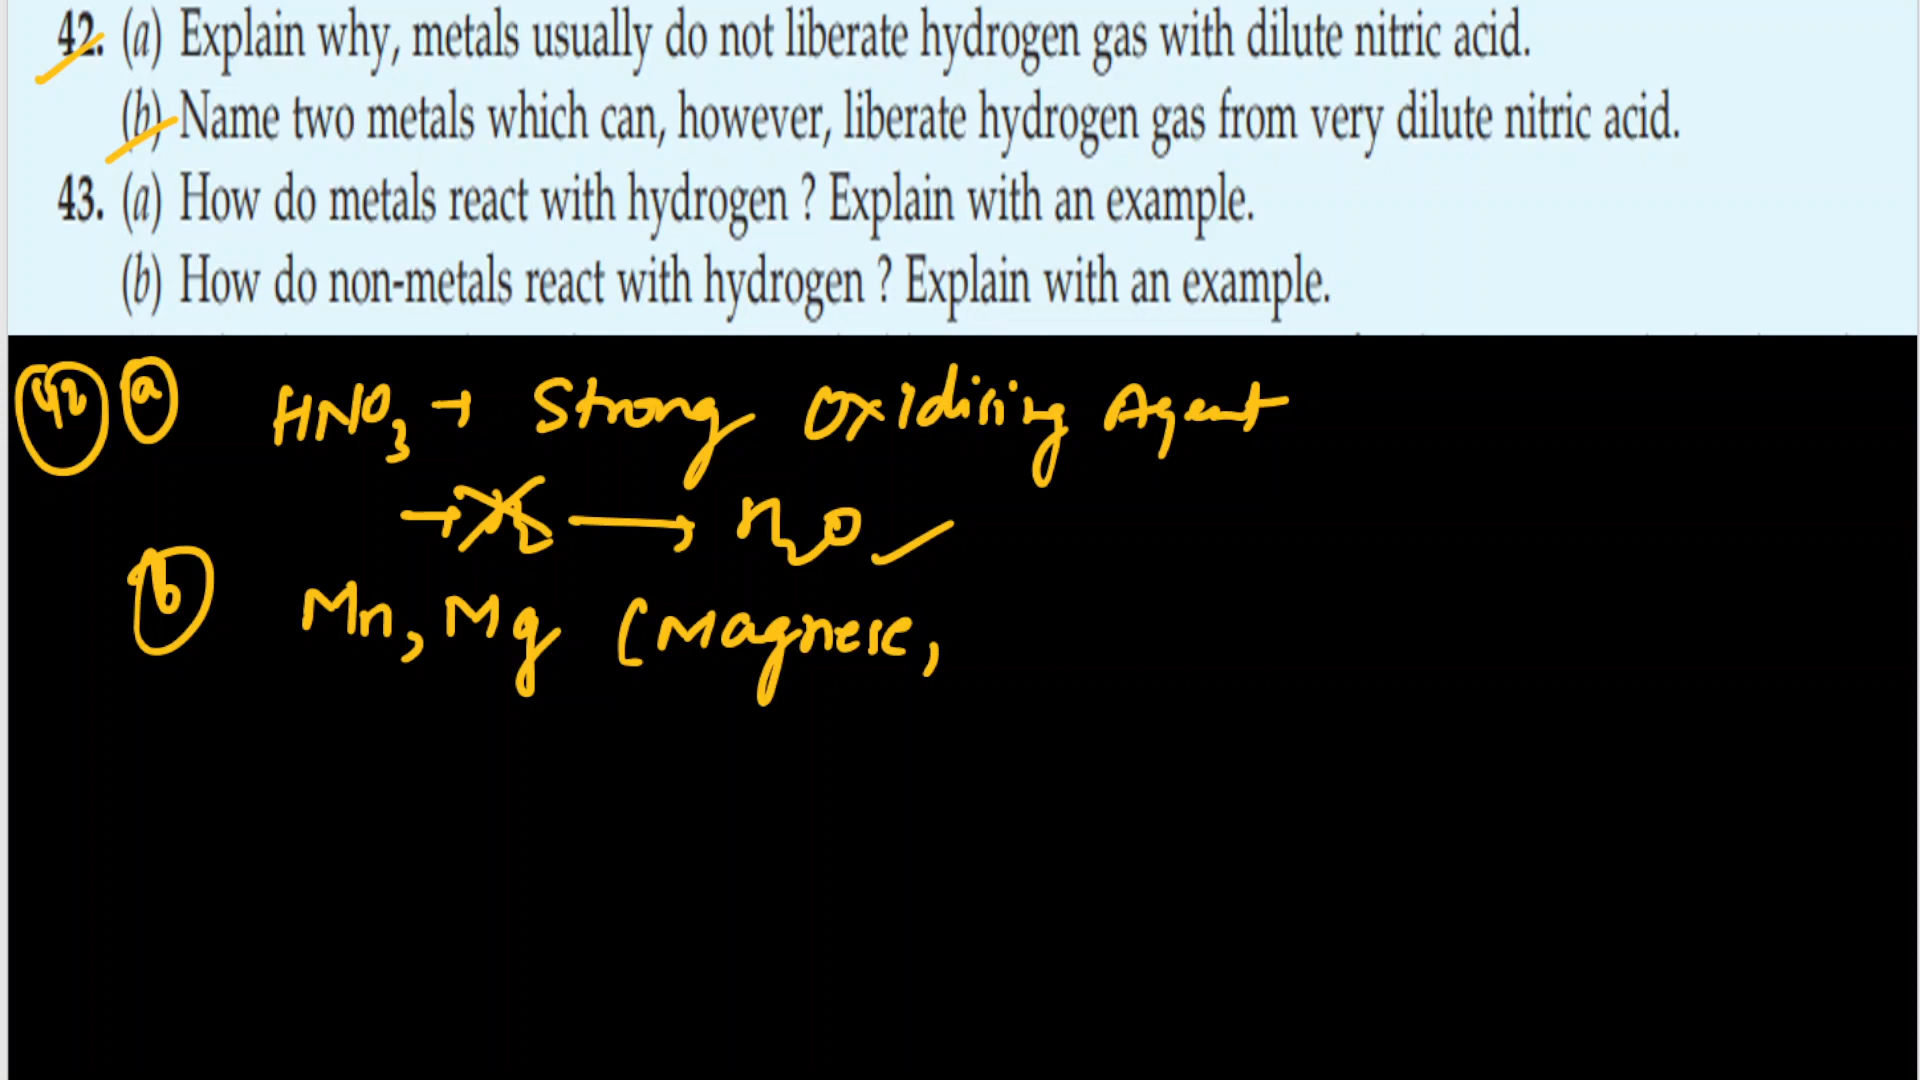 42. (a) Explain why, metals usually do not liberate hydrogen gas with dilute nitric acid.
(b) Name two metals which can, however, liberate hydrogen gas from very dilute nitric acid.
43. (a) How do metals react with hydrogen ? Explain with an example.
(b) How do non-metals react with hydrogen ? Explain with an example.
42 a HNO3 → Strong Oxidising Agent
→ H2 → H2O
b Mn, Mg (Magnese,